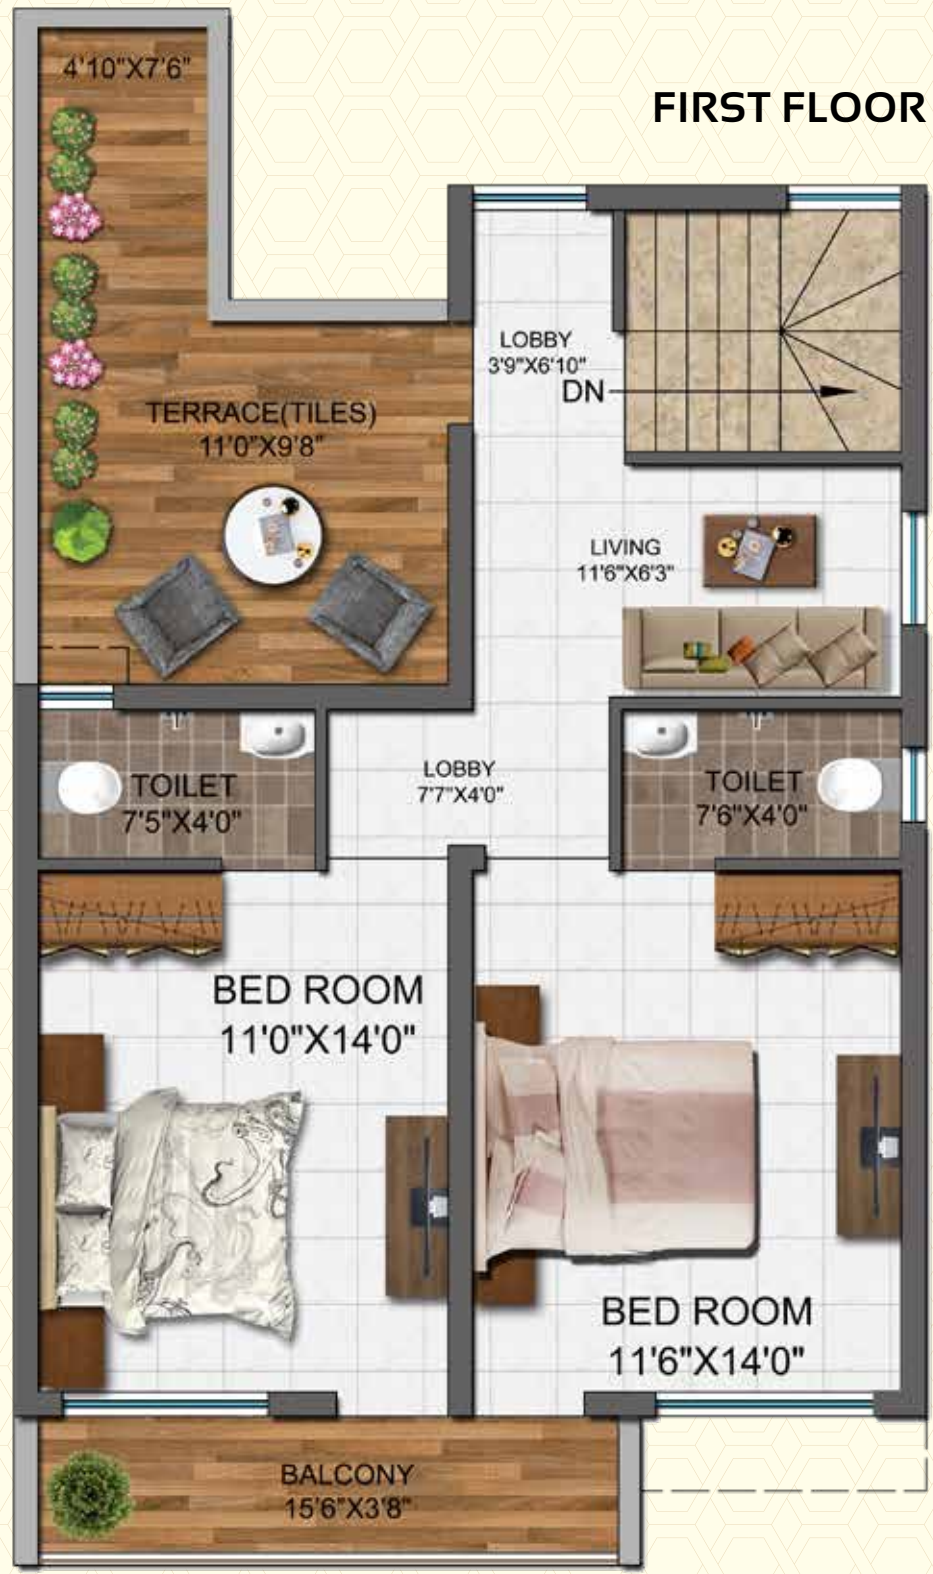 4'10"X7'6"
FIRST FLOOR
LOBBY
3'9"X6'10"
DN
TERRACE(TILES)
11'0"X9'8"
LIVING
11'6"X6'3"
LOBBY
7'7"X4'0"
TOILET
7'5"X4'0"
TOILET
7'6"X4'0"
BED ROOM
11'0"X14'0"
BED ROOM
11'6"X14'0"
BALCONY
15'6"X3'8"